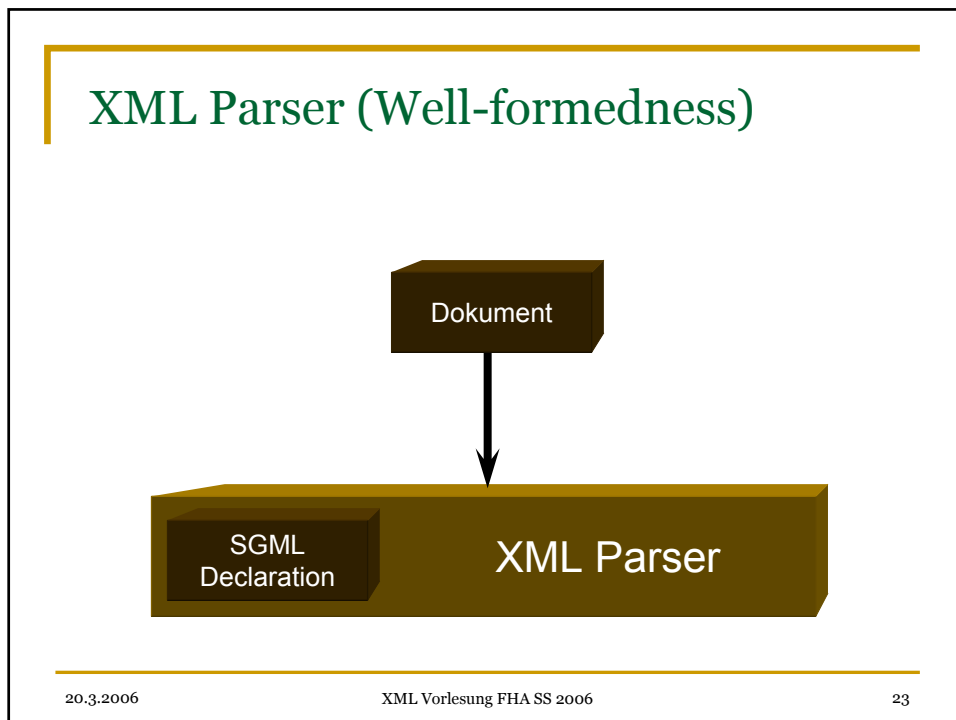 XML Parser (Well-formedness)
Dokument
SGML
Declaration
XML Parser
20.3.2006
XML Vorlesung FHA SS 2006
23